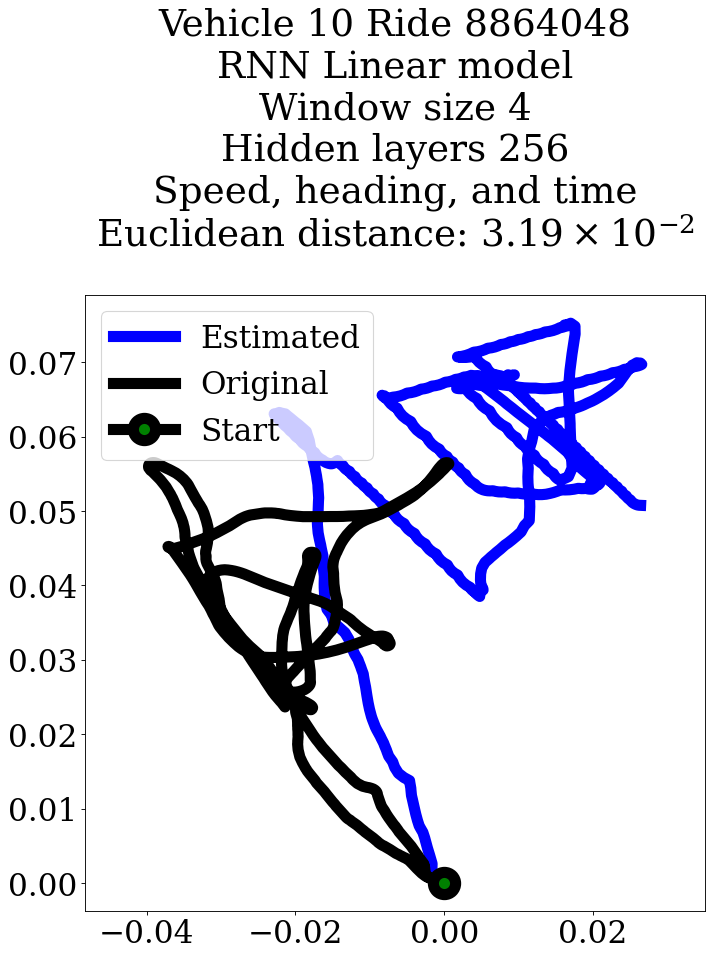 Vehicle 10 Ride 8864048
RNN Linear model
Window size 4
Hidden layers 256
Speed, heading, and time
Euclidean distance: 3.19 × 10⁻²
Estimated
Original
Start
0.07
0.06
0.05
0.04
0.03
0.02
0.01
0.00
−0.04
−0.02
0.00
0.02